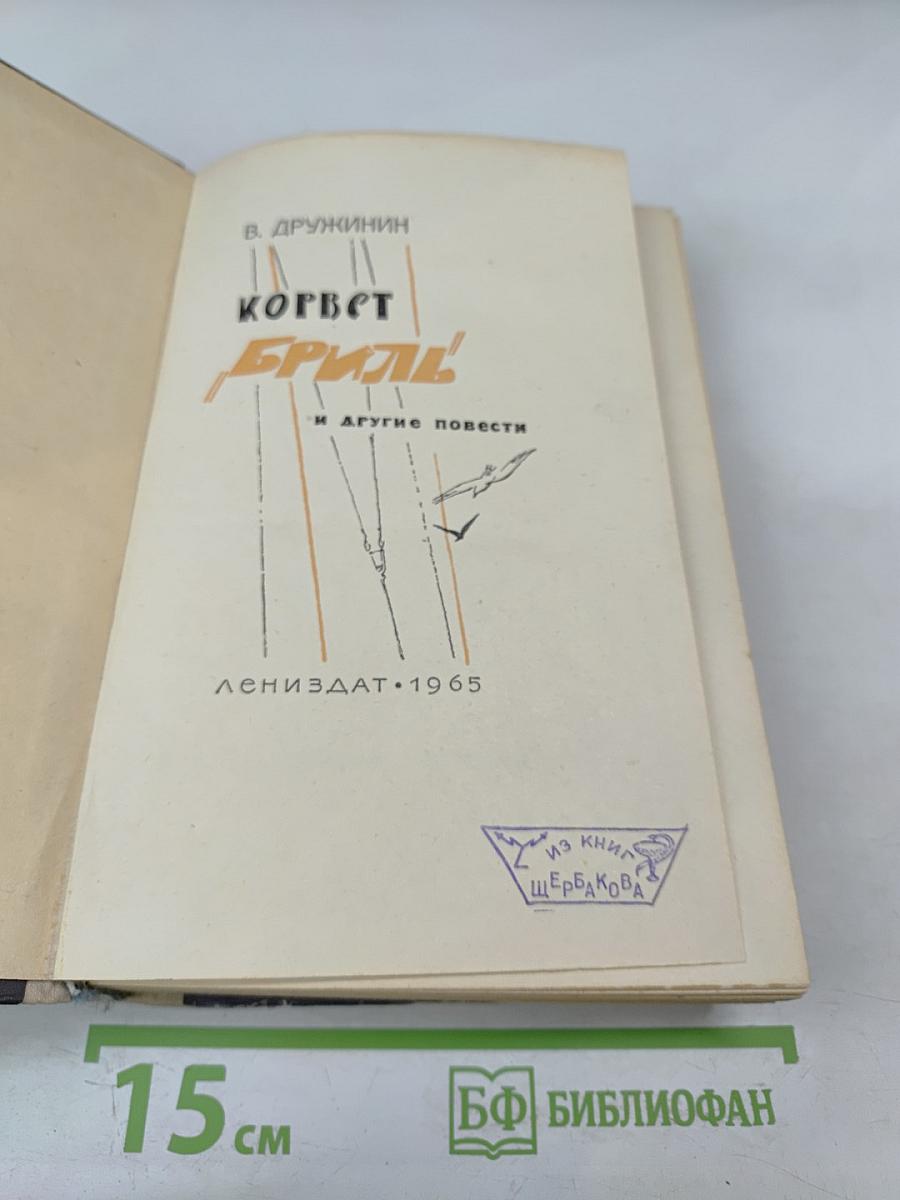 В. ДРУЖИНИН
КОРВЕТ
„БРИЛЬ“
И ДРУГИЕ ПОВЕСТИ
ЛЕНИЗДАТ • 1965
ИЗ КНИГ
ЩЕРБАКОВА
15 см
БФ БИБЛИОФАН